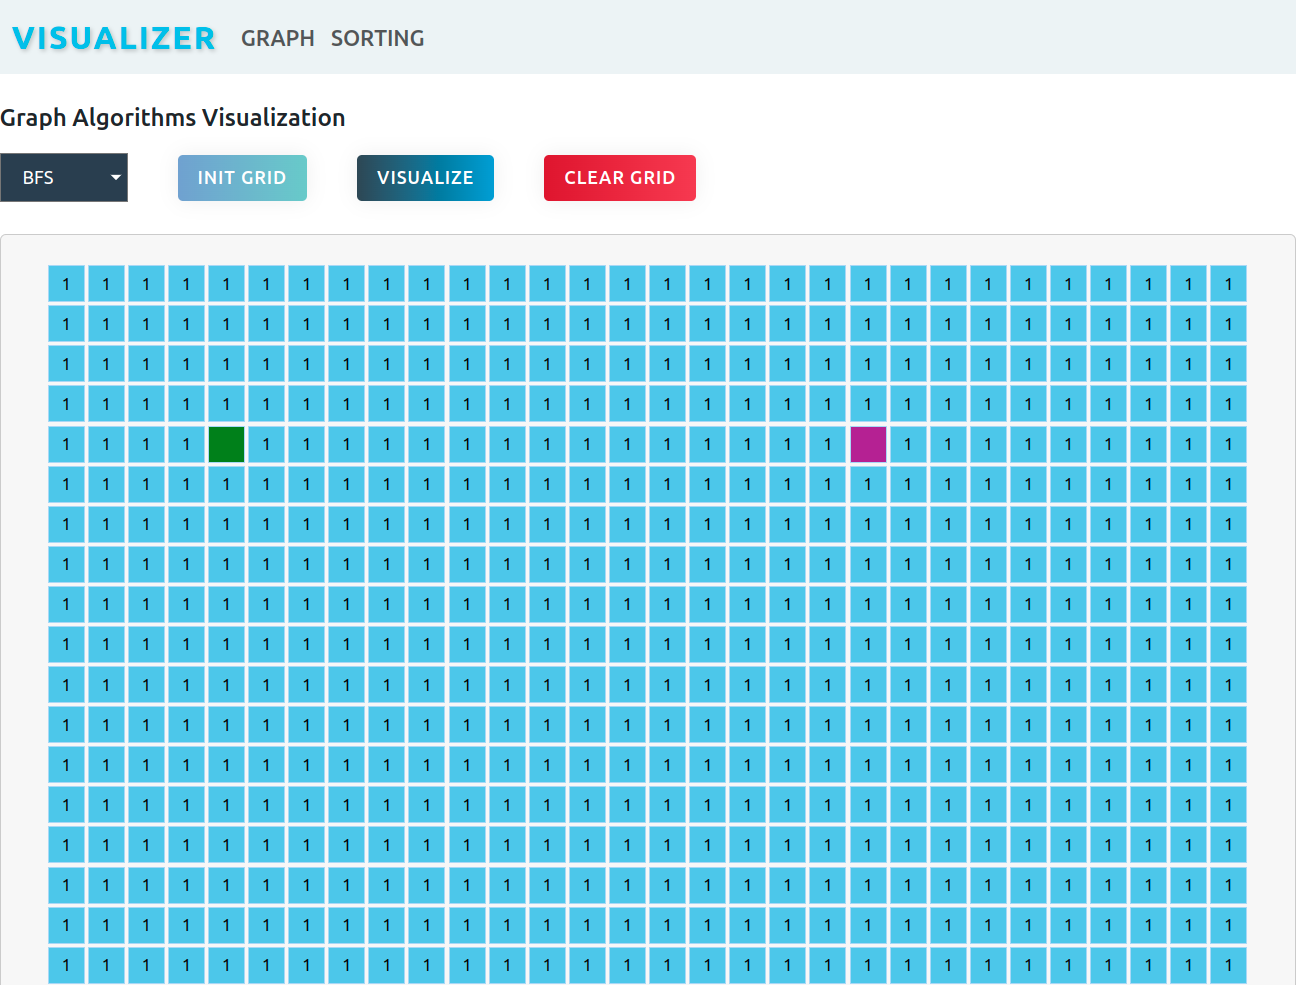 VISUALIZER GRAPH SORTING
Graph Algorithms Visualization
BFS INIT GRID VISUALIZE CLEAR GRID
1 1 1 1 1 1 1 1 1 1 1 1 1 1 1 1 1 1 1 1 1 1 1 1 1 1 1 1 1 1
1 1 1 1 1 1 1 1 1 1 1 1 1 1 1 1 1 1 1 1 1 1 1 1 1 1 1 1 1 1
1 1 1 1 1 1 1 1 1 1 1 1 1 1 1 1 1 1 1 1 1 1 1 1 1 1 1 1 1 1
1 1 1 1 1 1 1 1 1 1 1 1 1 1 1 1 1 1 1 1 1 1 1 1 1 1 1 1 1 1
1 1 1 1 1 1 1 1 1 1 1 1 1 1 1 1 1 1 1 1 1 1 1 1 1 1 1 1
1 1 1 1 1 1 1 1 1 1 1 1 1 1 1 1 1 1 1 1 1 1 1 1 1 1 1 1 1 1
1 1 1 1 1 1 1 1 1 1 1 1 1 1 1 1 1 1 1 1 1 1 1 1 1 1 1 1 1 1
1 1 1 1 1 1 1 1 1 1 1 1 1 1 1 1 1 1 1 1 1 1 1 1 1 1 1 1 1 1
1 1 1 1 1 1 1 1 1 1 1 1 1 1 1 1 1 1 1 1 1 1 1 1 1 1 1 1 1 1
1 1 1 1 1 1 1 1 1 1 1 1 1 1 1 1 1 1 1 1 1 1 1 1 1 1 1 1 1 1
1 1 1 1 1 1 1 1 1 1 1 1 1 1 1 1 1 1 1 1 1 1 1 1 1 1 1 1 1 1
1 1 1 1 1 1 1 1 1 1 1 1 1 1 1 1 1 1 1 1 1 1 1 1 1 1 1 1 1 1
1 1 1 1 1 1 1 1 1 1 1 1 1 1 1 1 1 1 1 1 1 1 1 1 1 1 1 1 1 1
1 1 1 1 1 1 1 1 1 1 1 1 1 1 1 1 1 1 1 1 1 1 1 1 1 1 1 1 1 1
1 1 1 1 1 1 1 1 1 1 1 1 1 1 1 1 1 1 1 1 1 1 1 1 1 1 1 1 1 1
1 1 1 1 1 1 1 1 1 1 1 1 1 1 1 1 1 1 1 1 1 1 1 1 1 1 1 1 1 1
1 1 1 1 1 1 1 1 1 1 1 1 1 1 1 1 1 1 1 1 1 1 1 1 1 1 1 1 1 1
1 1 1 1 1 1 1 1 1 1 1 1 1 1 1 1 1 1 1 1 1 1 1 1 1 1 1 1 1 1